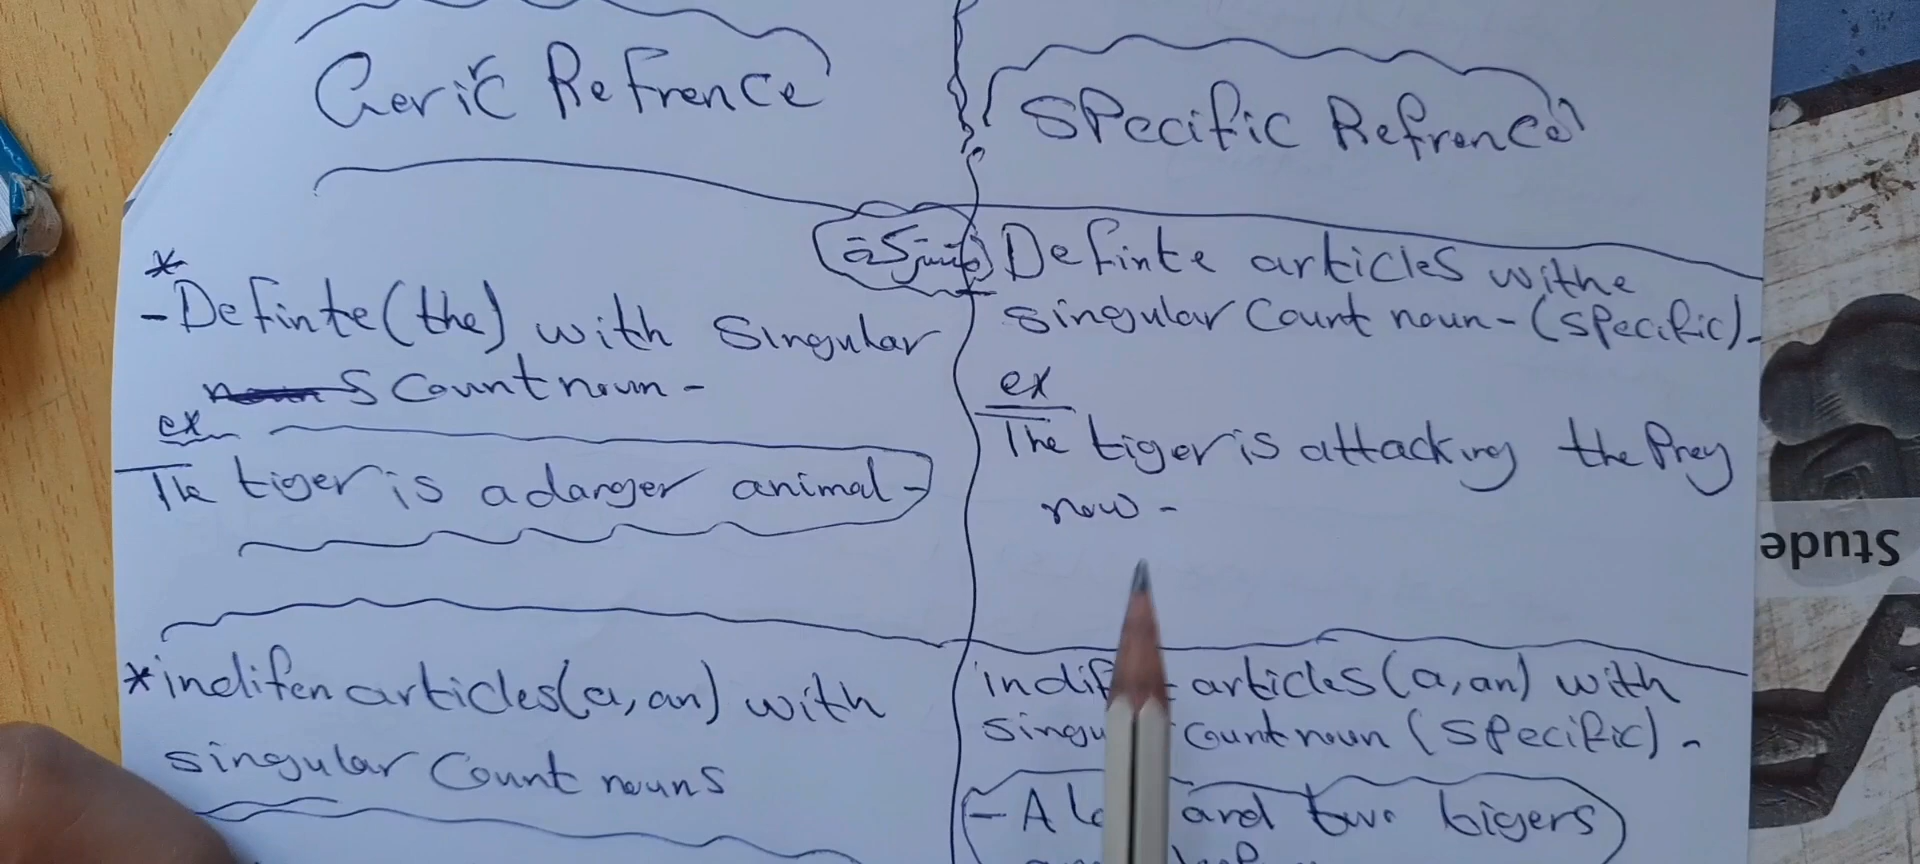 Geric Refrence
Specific Refrence
- Definte (the) with Singular
Count noun -
ex
The tiger is a danger animal -
Definte articles withe
singular Count noun - (specific) -
ex
The tiger is attacking the Prey
now -
* indifen articles (a, an) with
singular Count nouns
articles (a, an) with
Count noun (specific) -
- A and two tigers
Stude